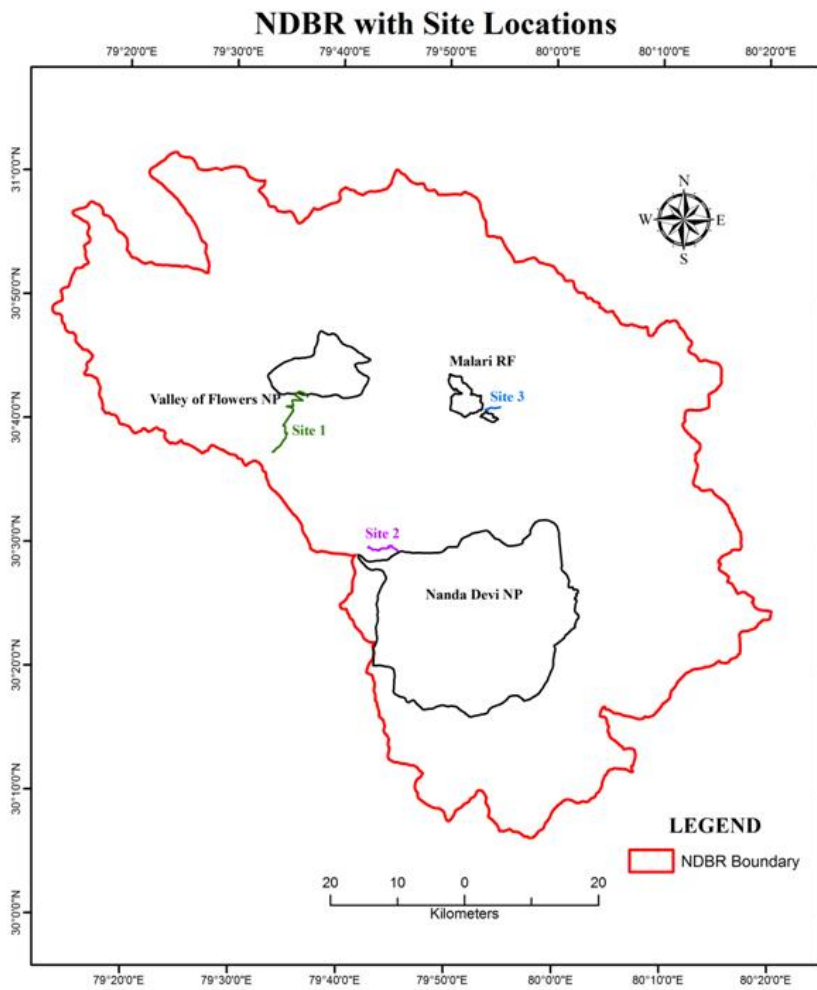 NDBR with Site Locations
79°20'0"E 79°30'0"E 79°40'0"E 79°50'0"E 80°0'0"E 80°10'0"E 80°20'0"E
31°0'0"N
N
W E
S
30°50'0"N
Malari RF
Valley of Flowers NP
Site 3
30°40'0"N
Site 1
Site 2
30°30'0"N
Nanda Devi NP
30°20'0"N
30°10'0"N
LEGEND
NDBR Boundary
20 10 0 20
Kilometers
30°0'0"N
79°20'0"E 79°30'0"E 79°40'0"E 79°50'0"E 80°0'0"E 80°10'0"E 80°20'0"E